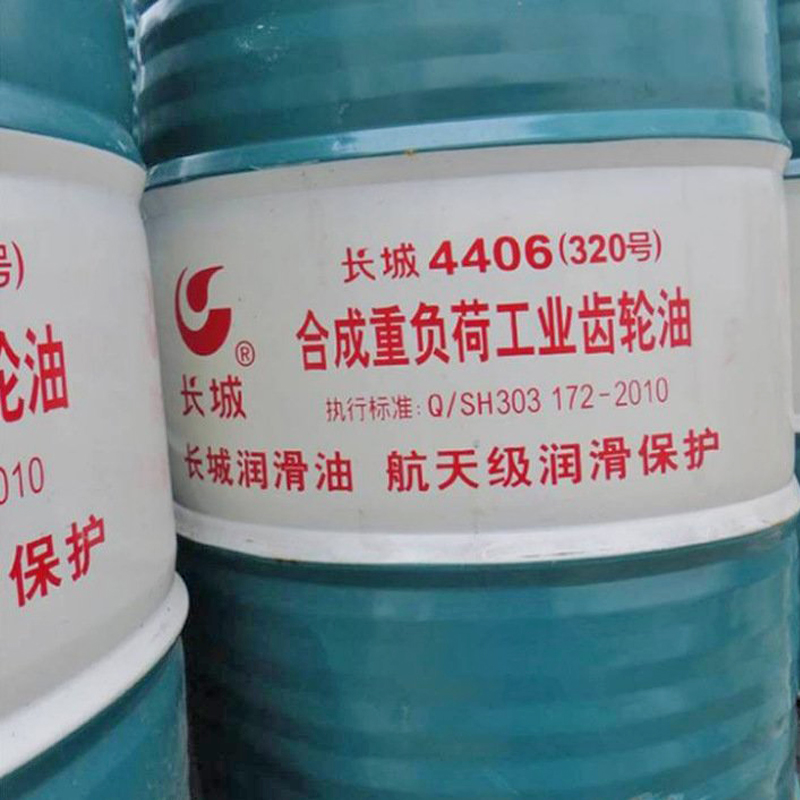 长城 4406(320号)
合成重负荷工业齿轮油
执行标准: Q/SH303 172-2010
®
长城
长城润滑油 航天级润滑保护
号)
轮油
010
保护